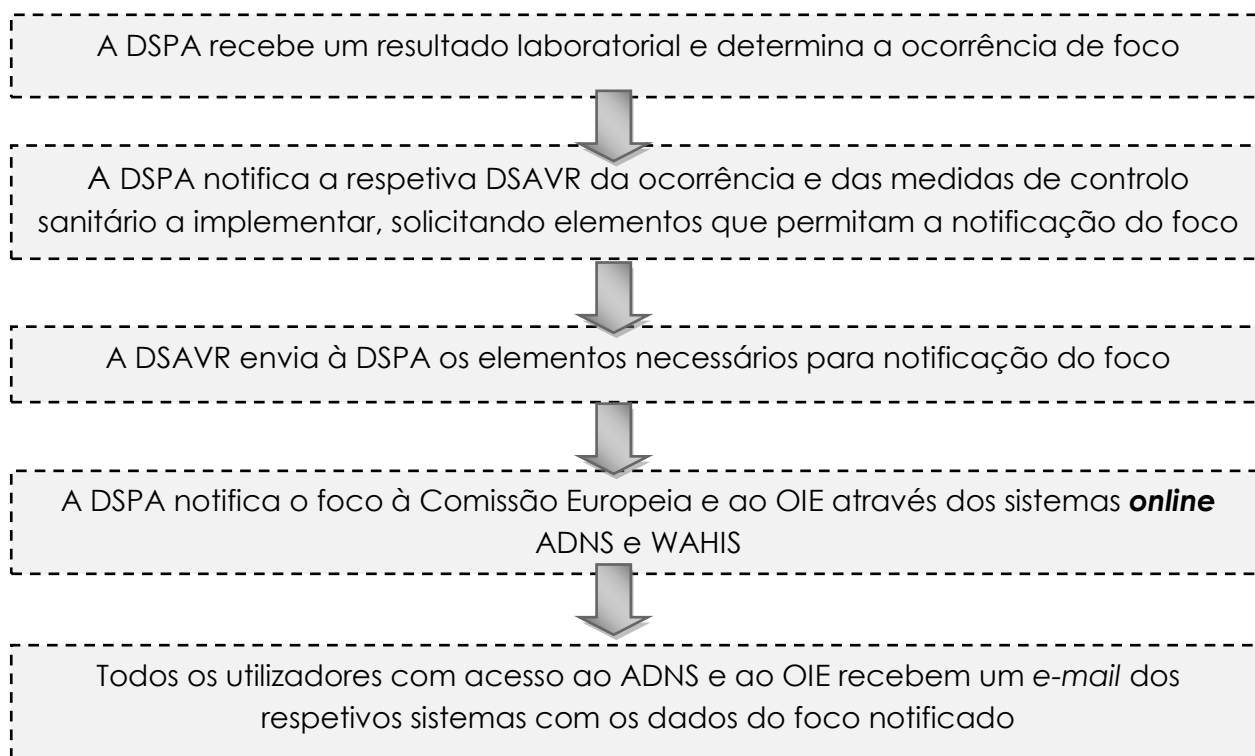 A DSPA recebe um resultado laboratorial e determina a ocorrência de foco
A DSPA notifica a respetiva DSAVR da ocorrência e das medidas de controlo
sanitário a implementar, solicitando elementos que permitam a notificação do foco
A DSAVR envia à DSPA os elementos necessários para notificação do foco
A DSPA notifica o foco à Comissão Europeia e ao OIE através dos sistemas online
ADNS e WAHIS
Todos os utilizadores com acesso ao ADNS e ao OIE recebem um e-mail dos
respetivos sistemas com os dados do foco notificado